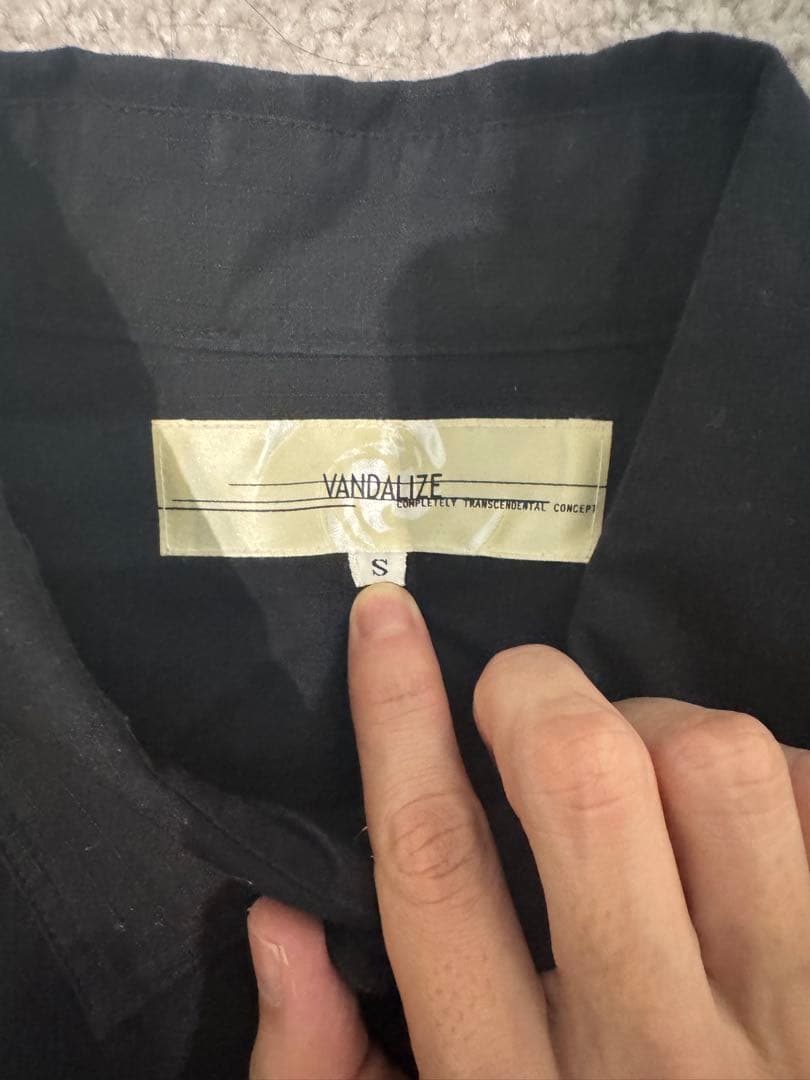 VANDALIZE
COMPLETELY TRANSCENDENTAL CONCEPT
S